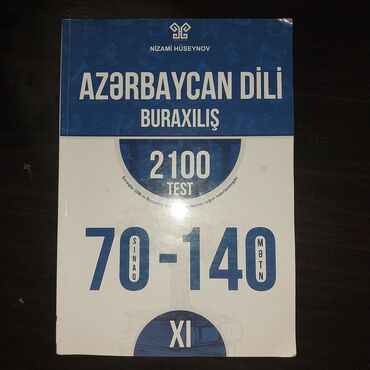 NİZAMİ HÜSEYNOV
AZƏRBAYCAN DİLİ
BURAXILIŞ
2100
TEST
70 SINAQ - 140 MƏTN
XI